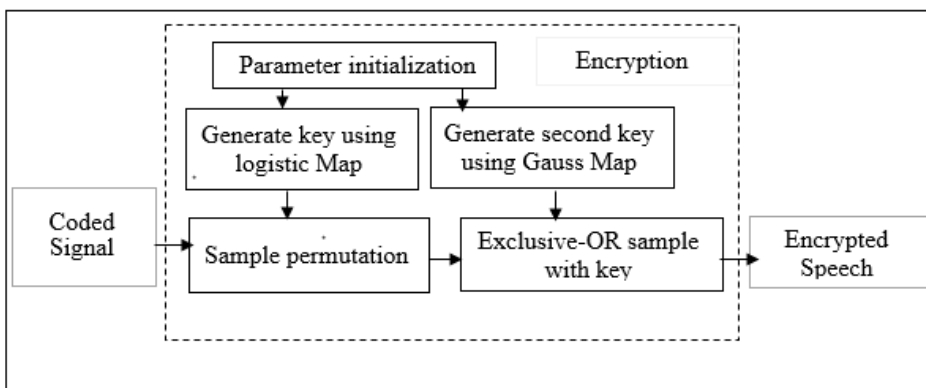 Parameter initialization
Encryption
Generate key using
logistic Map
Generate second key
using Gauss Map
Coded
Signal
Sample permutation
Exclusive-OR sample
with key
Encrypted
Speech